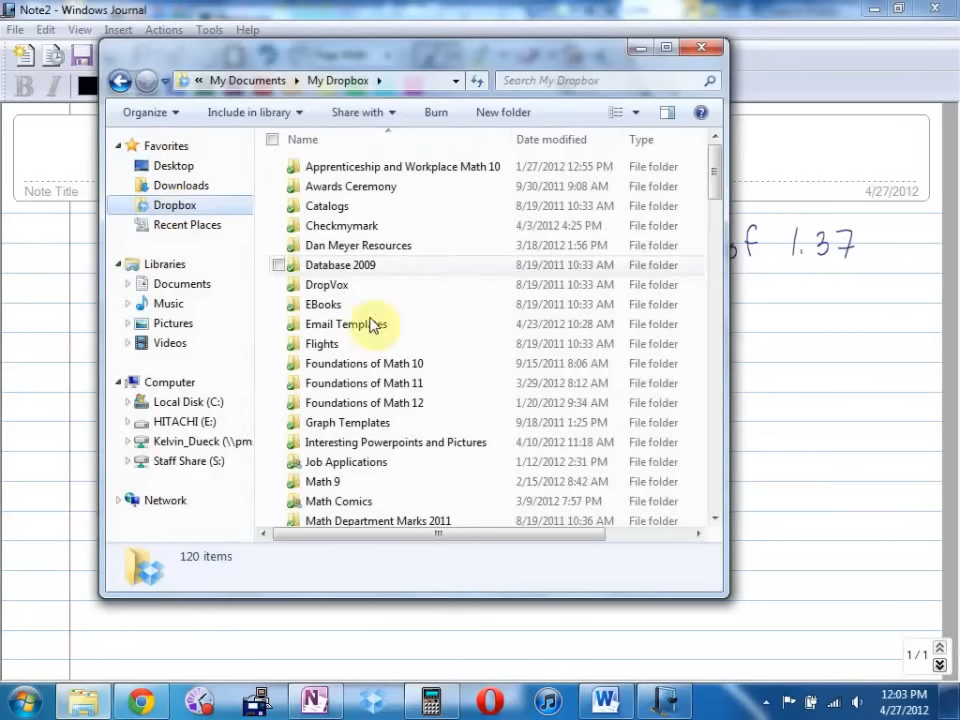 Note2 - Windows Journal
File Edit View Insert Actions Tools Help
« My Documents My Dropbox
Search My Dropbox
Organize Include in library Share with Burn New folder
B I
Name Date modified Type
Note Title
4/27/2012
of 1.37
Favorites
Desktop
Downloads
Dropbox
Recent Places
Libraries
Documents
Music
Pictures
Videos
Computer
Local Disk (C:)
HITACHI (E:)
Kelvin_Dueck (\\pm
Staff Share (S:)
Network
Apprenticeship and Workplace Math 10 1/27/2012 12:55 PM File folder
Awards Ceremony 9/30/2011 9:08 AM File folder
Catalogs 8/19/2011 10:33 AM File folder
Checkmymark 4/3/2012 4:25 PM File folder
Dan Meyer Resources 3/18/2012 1:56 PM File folder
Database 2009 8/19/2011 10:33 AM File folder
DropVox 8/19/2011 10:33 AM File folder
EBooks 8/19/2011 10:33 AM File folder
Email Templates 4/23/2012 10:28 AM File folder
Flights 8/19/2011 10:33 AM File folder
Foundations of Math 10 9/15/2011 8:06 AM File folder
Foundations of Math 11 3/29/2012 8:12 AM File folder
Foundations of Math 12 1/20/2012 9:34 AM File folder
Graph Templates 9/18/2011 1:25 PM File folder
Interesting Powerpoints and Pictures 4/10/2012 11:18 AM File folder
Job Applications 1/12/2012 2:31 PM File folder
Math 9 2/15/2012 8:42 AM File folder
Math Comics 3/9/2012 7:57 PM File folder
Math Department Marks 2011 8/19/2011 10:36 AM File folder
120 items
1/1
12:03 PM
4/27/2012